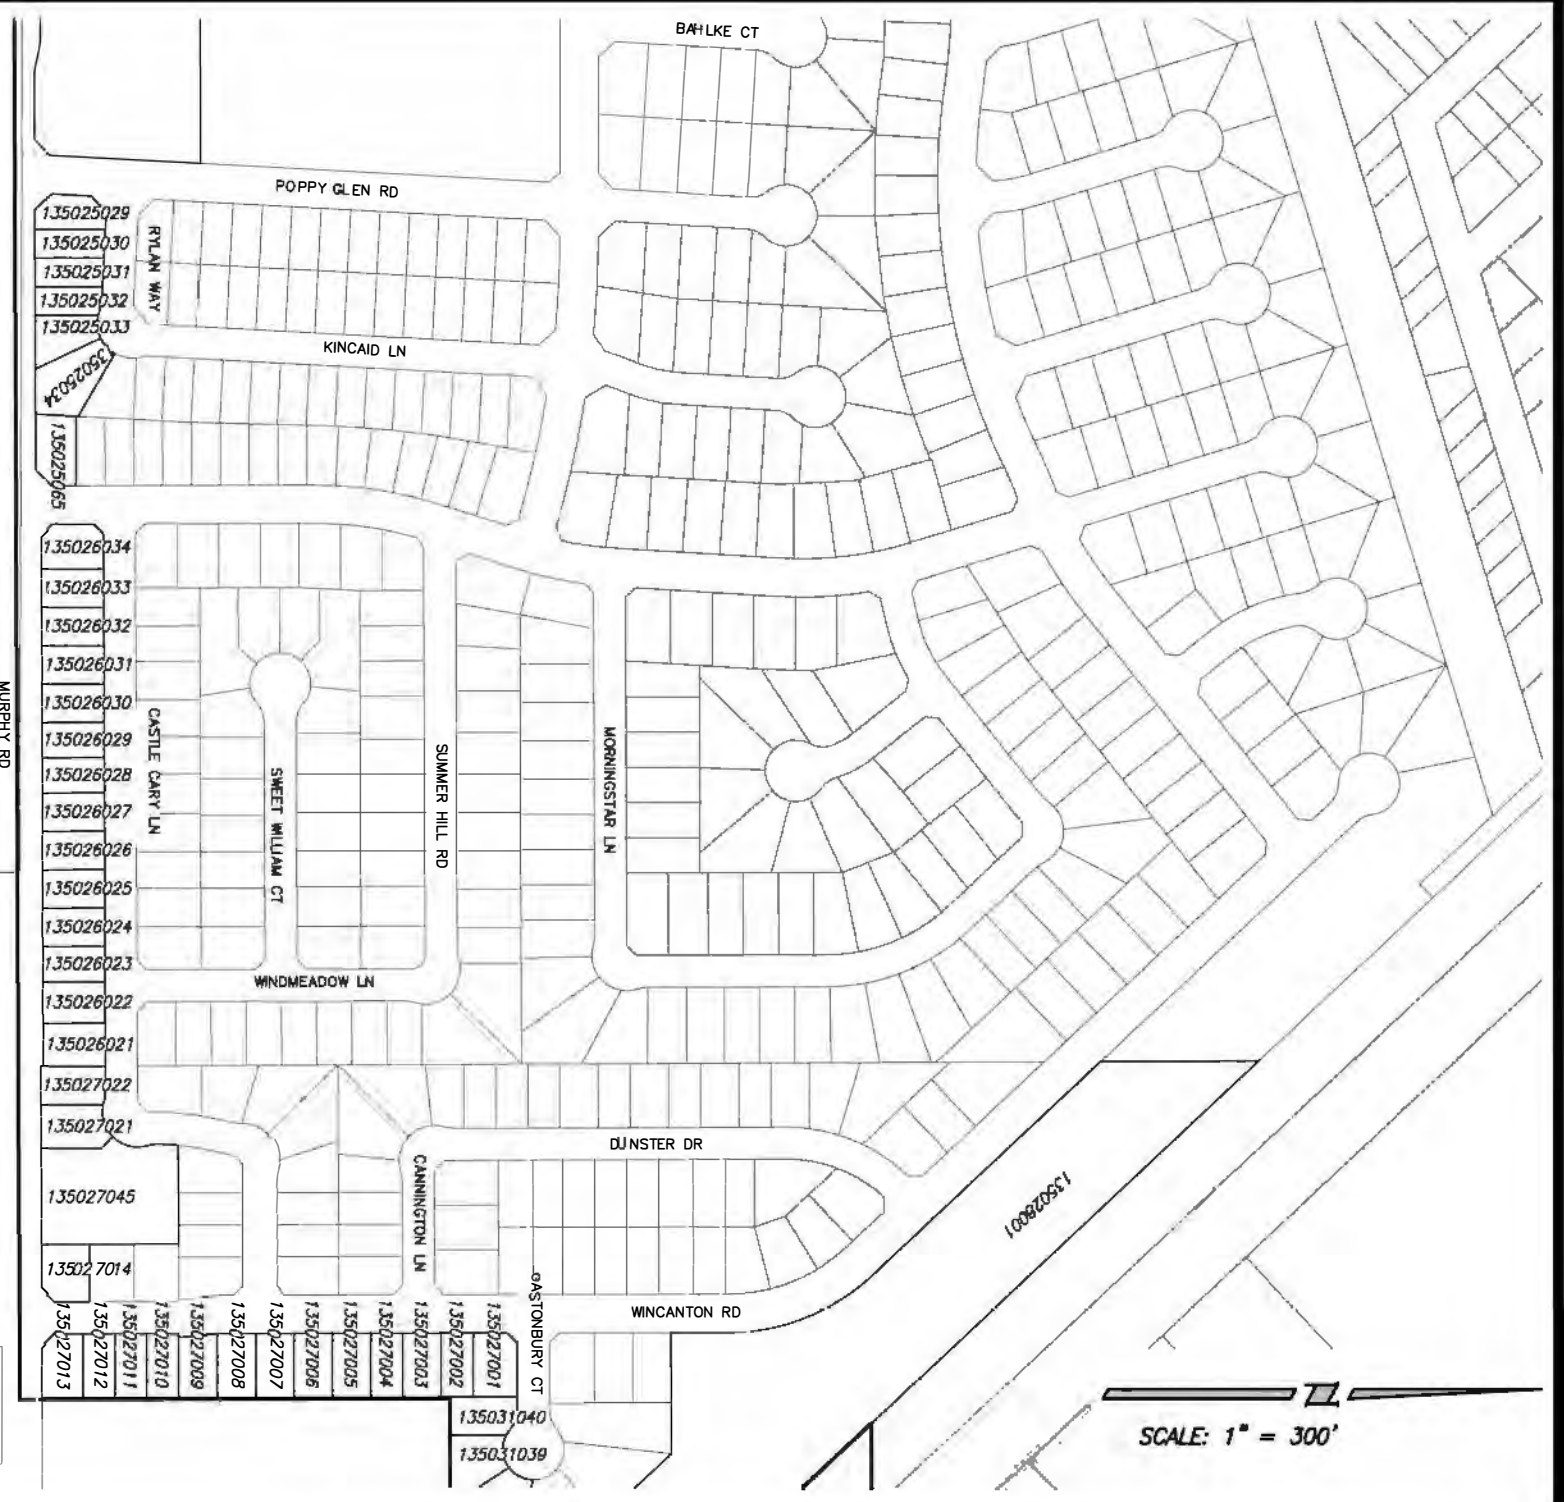 BAHLKE CT
POPPY GLEN RD
135025029
135025030
135025031
135025032
135025033
135025034
135025065
RYLAN WAY
KINCAID LN
135026034
135026033
135026032
135026031
135026030
135026029
135026028
135026027
135026026
135026025
135026024
135026023
135026022
135026021
135027022
135027021
135027045
135027014
MURPHY RD
CASTLE CARY LN
SWEET WILLIAM CT
SUMMER HILL RD
MORNINGSTAR LN
WINDMEADOW LN
DUNSTER DR
CANNINGTON LN
GASTONBURY CT
WINCANTON RD
135028001
135027013
135027012
135027011
135027010
135027009
135027008
135027007
135027006
135027005
135027004
135027003
135027002
135027001
135031040
135031039
Z
SCALE: 1" = 300'